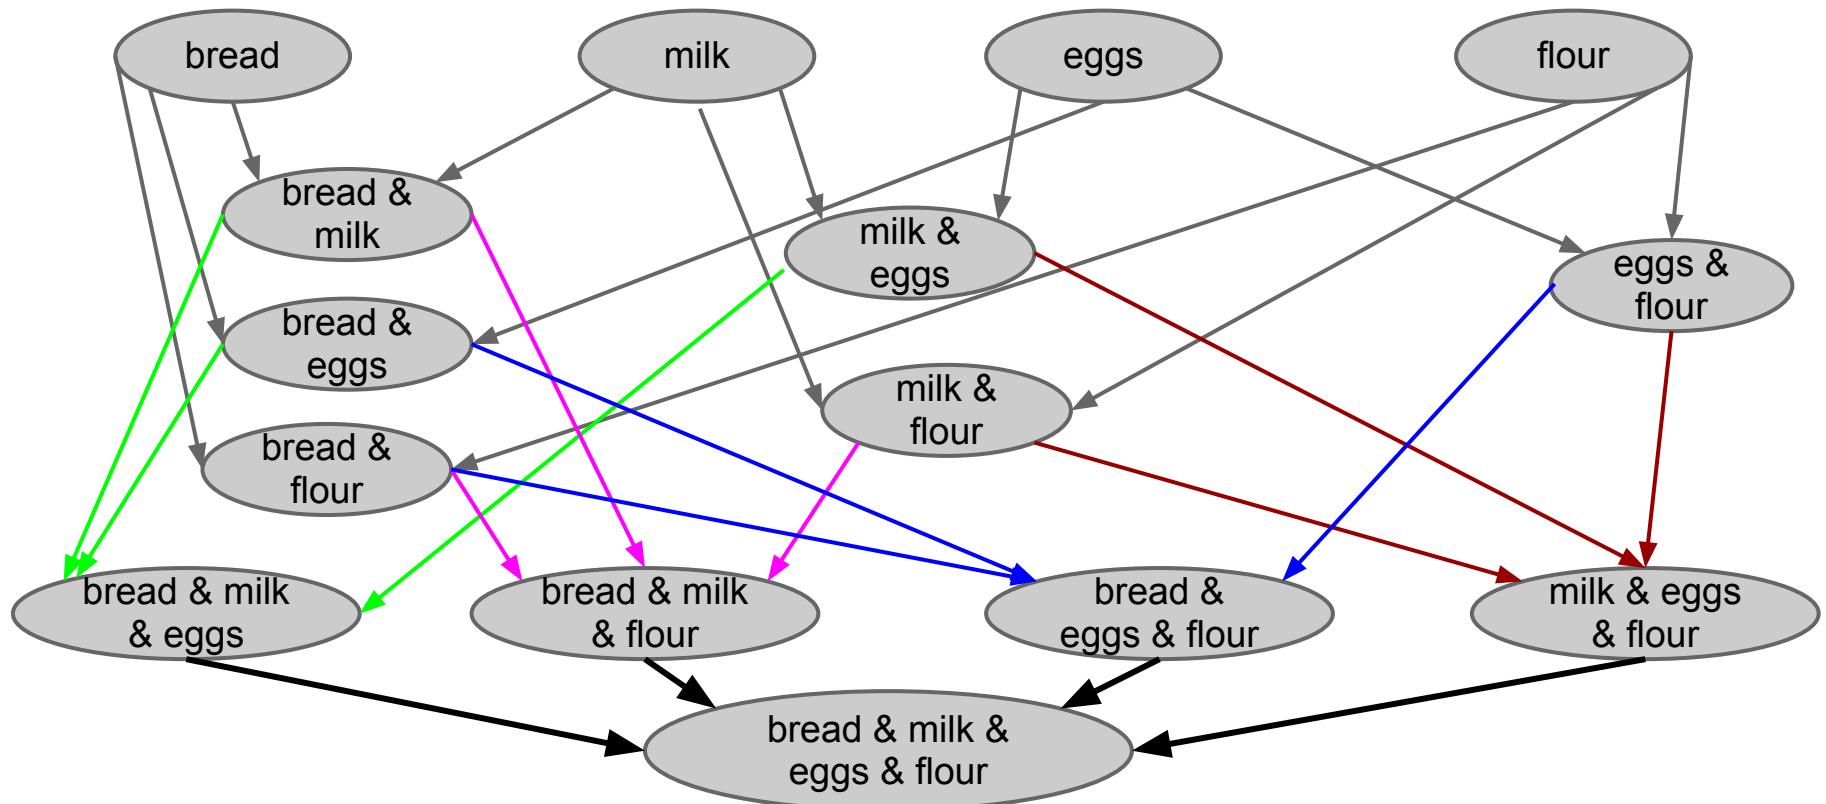 bread
milk
eggs
flour
bread &
milk
milk &
eggs
eggs &
flour
bread &
eggs
milk &
flour
bread &
flour
bread & milk
& eggs
bread & milk
& flour
bread &
eggs & flour
milk & eggs
& flour
bread & milk &
eggs & flour